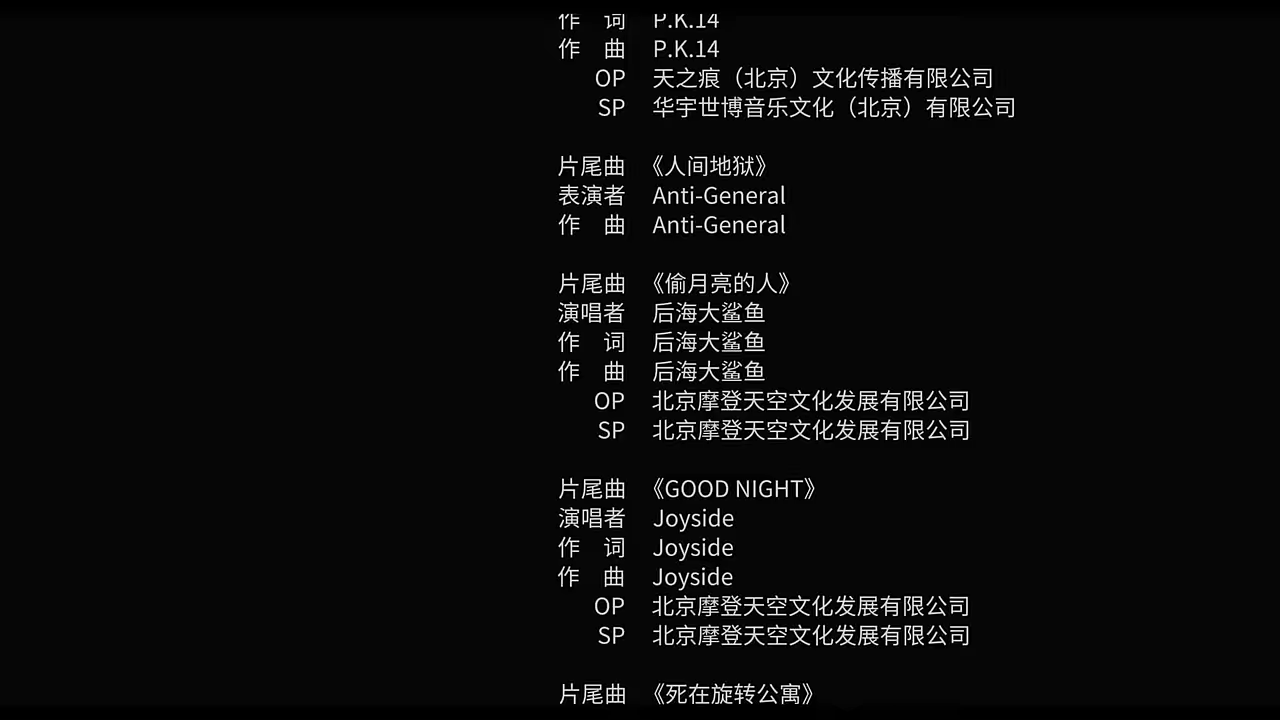 作 词 P.K.14
作 曲 P.K.14
OP 天之痕（北京）文化传播有限公司
SP 华宇世博音乐文化（北京）有限公司
片尾曲 《人间地狱》
表演者 Anti-General
作 曲 Anti-General
片尾曲 《偷月亮的人》
演唱者 后海大鲨鱼
作 词 后海大鲨鱼
作 曲 后海大鲨鱼
OP 北京摩登天空文化发展有限公司
SP 北京摩登天空文化发展有限公司
片尾曲 《GOOD NIGHT》
演唱者 Joyside
作 词 Joyside
作 曲 Joyside
OP 北京摩登天空文化发展有限公司
SP 北京摩登天空文化发展有限公司
片尾曲 《死在旋转公寓》